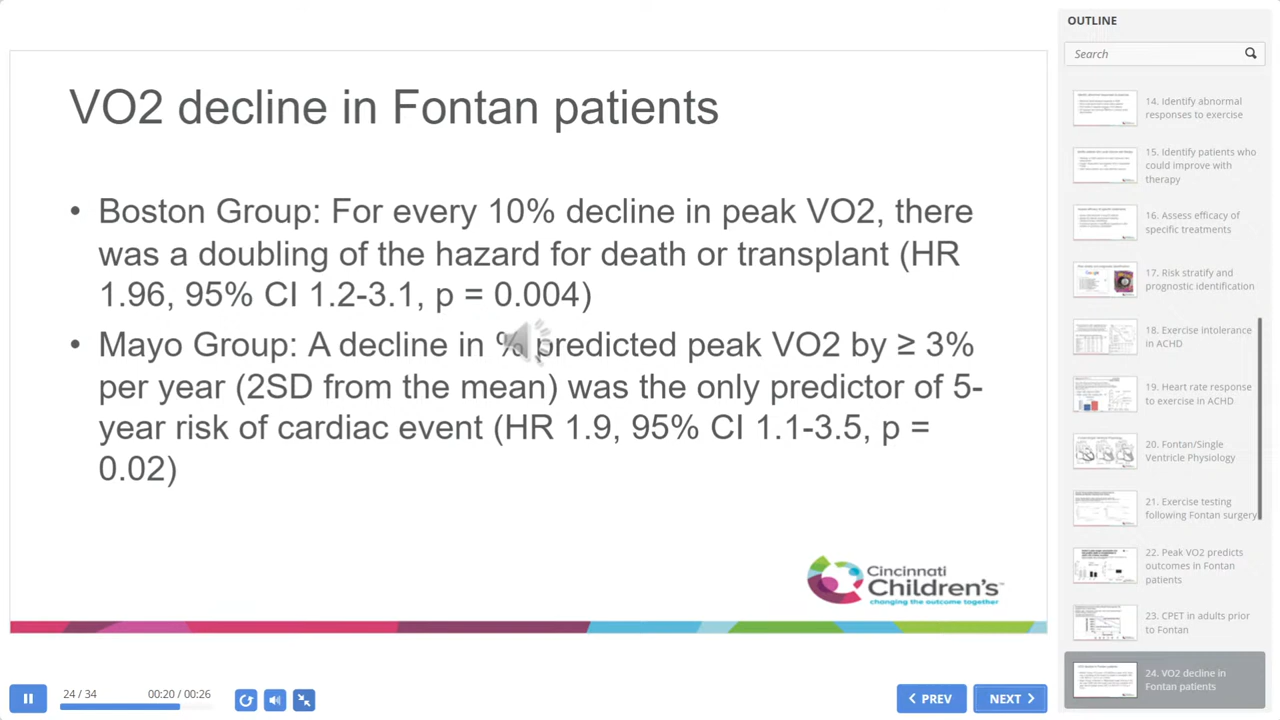 VO2 decline in Fontan patients
• Boston Group: For every 10% decline in peak VO2, there
was a doubling of the hazard for death or transplant (HR
1.96, 95% CI 1.2-3.1, p = 0.004)
• Mayo Group: A decline in % predicted peak VO2 by ≥ 3%
per year (2SD from the mean) was the only predictor of 5-
year risk of cardiac event (HR 1.9, 95% CI 1.1-3.5, p =
0.02)
Cincinnati
Children's™
changing the outcome together
24 / 34
00:20 / 00:26
PREV
NEXT
OUTLINE
Search
14. Identify abnormal
responses to exercise
15. Identify patients who
could improve with
therapy
16. Assess efficacy of
specific treatments
17. Risk stratify and
prognostic identification
18. Exercise intolerance
in ACHD
19. Heart rate response
to exercise in ACHD
20. Fontan/Single
Ventricle Physiology
21. Exercise testing
following Fontan surgery
22. Peak VO2 predicts
outcomes in Fontan
patients
23. CPET in adults prior
to Fontan
24. VO2 decline in
Fontan patients